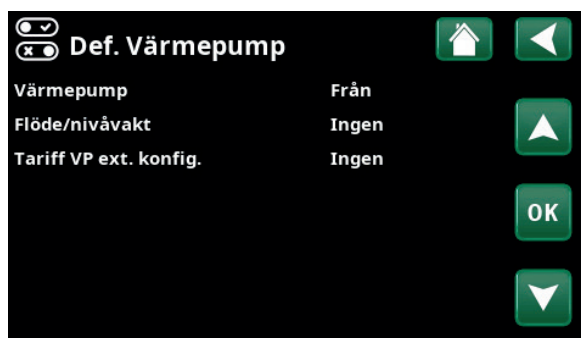 Def. Värmepump
Värmepump Från
Flöde/nivåvakt Ingen
Tariff VP ext. konfig. Ingen
OK